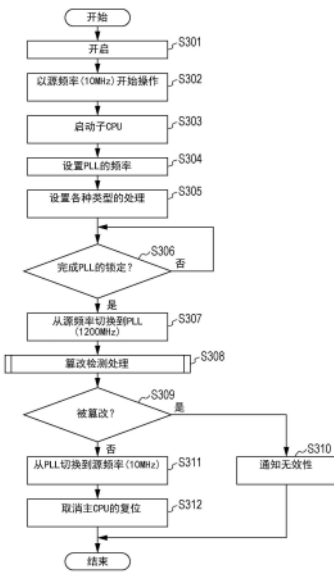 开始
开启
S301
以源频率(10MHz)开始操作
S302
启动子CPU
S303
设置PLL的频率
S304
设置各种类型的处理
S305
完成PLL的锁定?
S306
否
是
从源频率切换到PLL
(1200MHz)
S307
篡改检测处理
S308
被篡改?
S309
是
否
通知无效性
S310
从PLL切换到源频率(10MHz)
S311
取消主CPU的复位
S312
结束